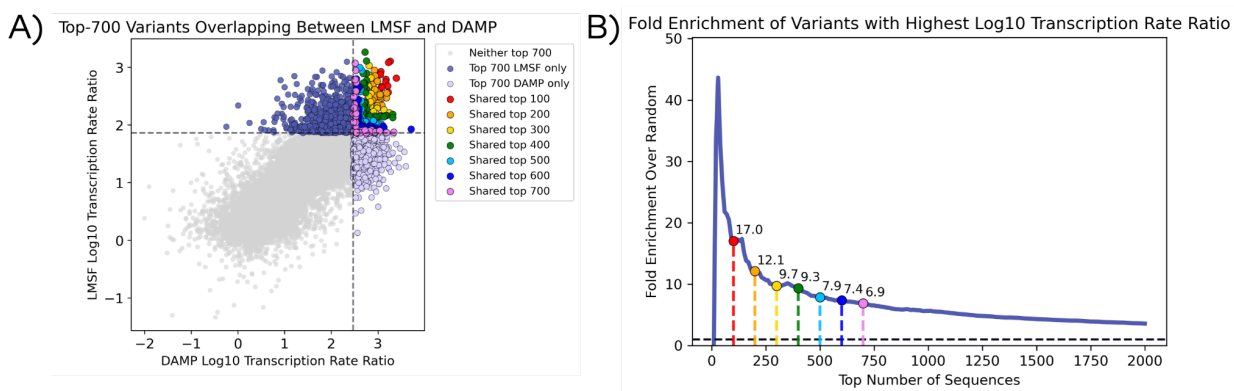 A)
Top-700 Variants Overlapping Between LMSF and DAMP
LMSF Log10 Transcription Rate Ratio
3
2
1
0
−1
−2
−1
0
1
2
3
DAMP Log10 Transcription Rate Ratio
Neither top 700
Top 700 LMSF only
Top 700 DAMP only
Shared top 100
Shared top 200
Shared top 300
Shared top 400
Shared top 500
Shared top 600
Shared top 700
B)
Fold Enrichment of Variants with Highest Log10 Transcription Rate Ratio
Fold Enrichment Over Random
50
40
30
20
10
0
17.0
12.1
9.7
9.3
7.9
7.4
6.9
0
250
500
750
1000
1250
1500
1750
2000
Top Number of Sequences